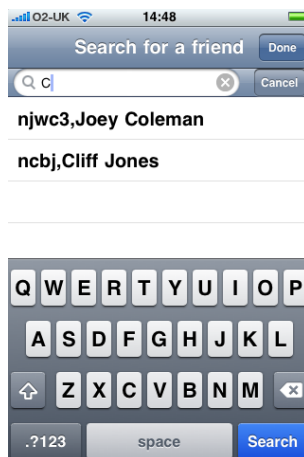 O2-UK 14:48
Search for a friend Done
C Cancel
njwc3,Joey Coleman
ncbj,Cliff Jones
Q W E R T Y U I O P
A S D F G H J K L
Z X C V B N M
.?123 space Search